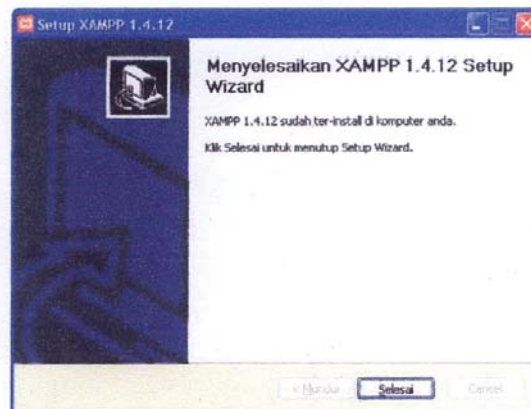 Setup XAMPP 1.4.12
Menyelesaikan XAMPP 1.4.12 Setup
Wizard
XAMPP 1.4.12 sudah ter-install di komputer anda.
Klik Selesai untuk menutup Setup Wizard.
< Mundur
Selesai
Cancel